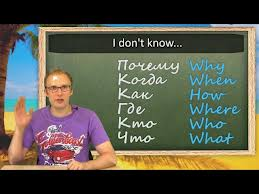 I don't know...
Почему Why
Когда When
Как How
Где Where
Кто Who
Что What